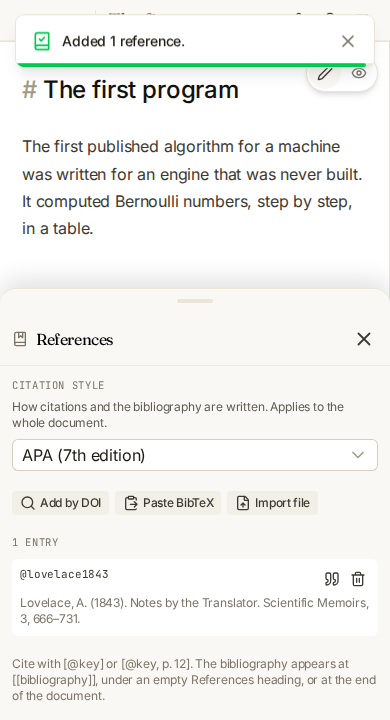 Added 1 reference.
# The first program
The first published algorithm for a machine
was written for an engine that was never built.
It computed Bernoulli numbers, step by step,
in a table.
References
CITATION STYLE
How citations and the bibliography are written. Applies to the
whole document.
APA (7th edition)
Add by DOI
Paste BibTeX
Import file
1 ENTRY
@lovelace1843
Lovelace, A. (1843). Notes by the Translator. Scientific Memoirs,
3, 666–731.
Cite with [@key] or [@key, p. 12]. The bibliography appears at
[[bibliography]], under an empty References heading, or at the end
of the document.